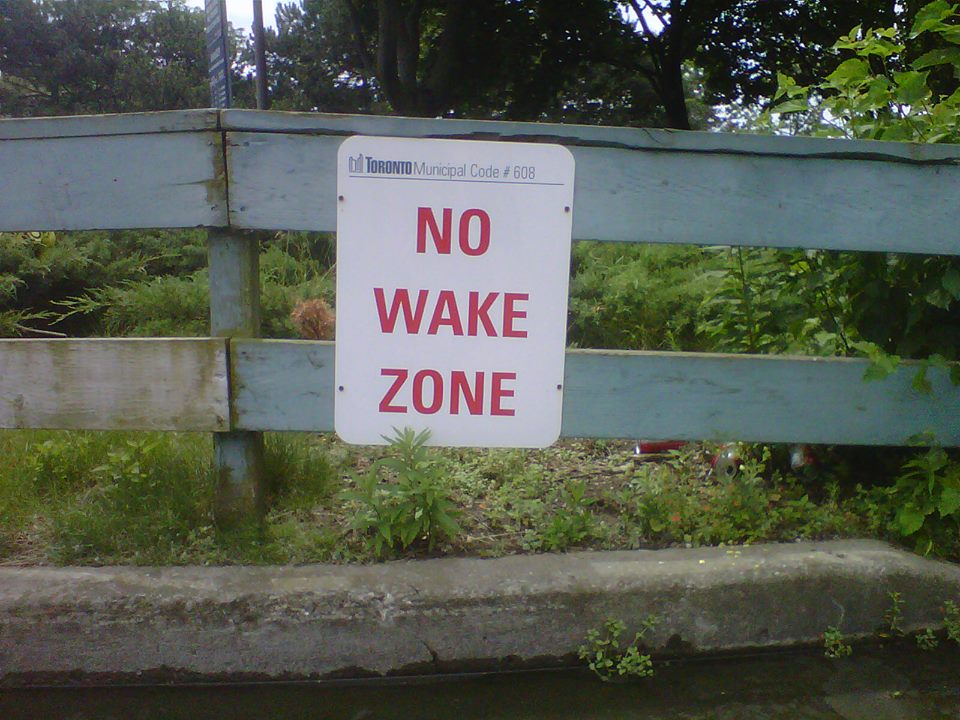 TORONTO Municipal Code # 608
NO
WAKE
ZONE